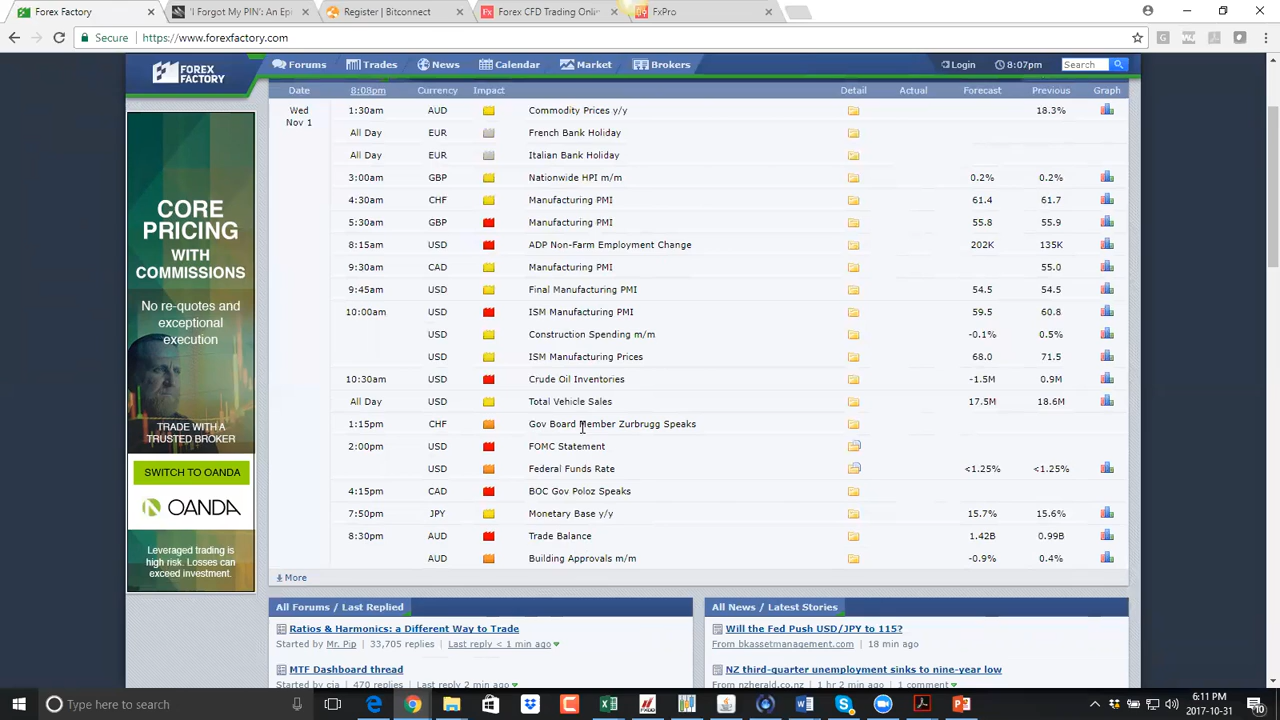 Forex Factory
'I Forgot My PIN': An Ep
Register | Bitconnect
Forex CFD Trading Onli
FxPro
Secure
https://www.forexfactory.com
FOREX
FACTORY
Forums
Trades
News
Calendar
Market
Brokers
Login
8:07pm
Search
Date 8:08pm Currency Impact Detail Actual Forecast Previous Graph
Wed
Nov 1
1:30am AUD Commodity Prices y/y 18.3%
All Day EUR French Bank Holiday
All Day EUR Italian Bank Holiday
3:00am GBP Nationwide HPI m/m 0.2% 0.2%
4:30am CHF Manufacturing PMI 61.4 61.7
5:30am GBP Manufacturing PMI 55.8 55.9
8:15am USD ADP Non-Farm Employment Change 202K 135K
9:30am CAD Manufacturing PMI 55.0
9:45am USD Final Manufacturing PMI 54.5 54.5
10:00am USD ISM Manufacturing PMI 59.5 60.8
USD Construction Spending m/m -0.1% 0.5%
USD ISM Manufacturing Prices 68.0 71.5
10:30am USD Crude Oil Inventories -1.5M 0.9M
All Day USD Total Vehicle Sales 17.5M 18.6M
1:15pm CHF Gov Board Member Zurbrugg Speaks
2:00pm USD FOMC Statement
USD Federal Funds Rate <1.25% <1.25%
4:15pm CAD BOC Gov Poloz Speaks
7:50pm JPY Monetary Base y/y 15.7% 15.6%
8:30pm AUD Trade Balance 1.42B 0.99B
AUD Building Approvals m/m -0.9% 0.4%
More
CORE
PRICING
WITH
COMMISSIONS
No re-quotes and
exceptional
execution
TRADE WITH A
TRUSTED BROKER
SWITCH TO OANDA
OANDA
Leveraged trading is
high risk. Losses can
exceed investment.
All Forums / Last Replied
Ratios & Harmonics: a Different Way to Trade
Started by Mr. Pip | 33,705 replies | Last reply < 1 min ago
MTF Dashboard thread
Started by cja | 470 replies | Last reply 2 min ago
All News / Latest Stories
Will the Fed Push USD/JPY to 115?
From bkassetmanagement.com | 18 min ago
NZ third-quarter unemployment sinks to nine-year low
From nzherald.co.nz | 1 hr 2 min ago | 1 comment
Type here to search
6:11 PM
2017-10-31